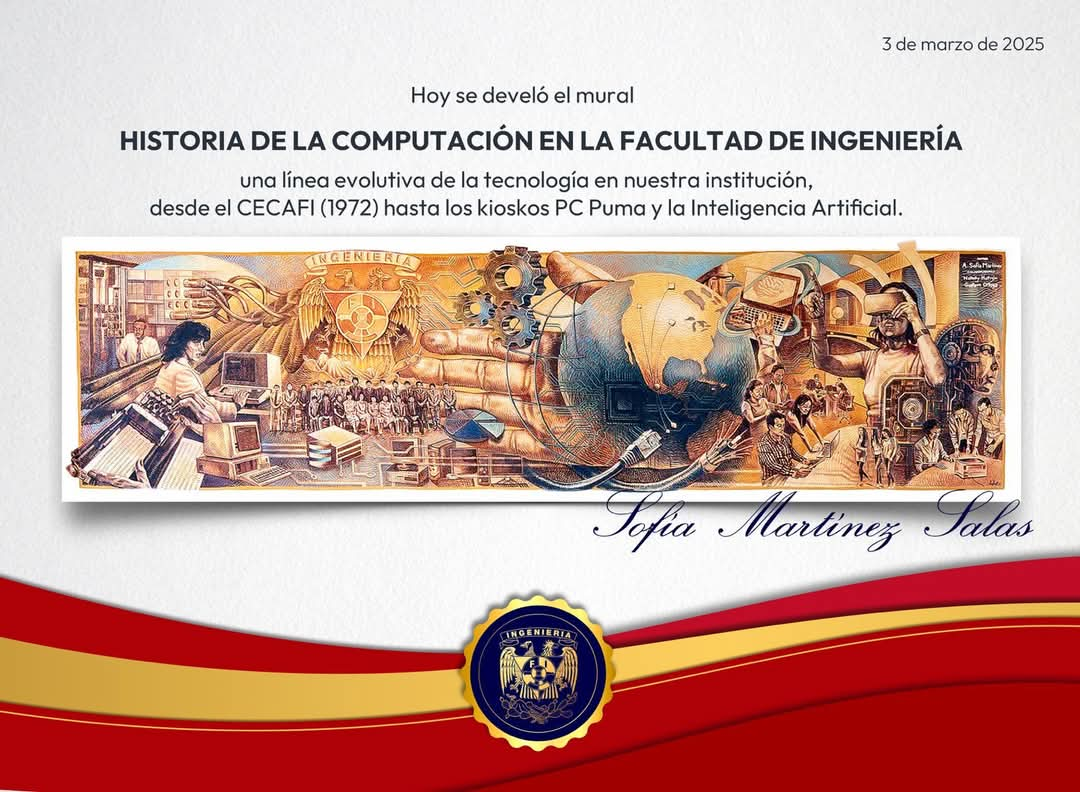 3 de marzo de 2025
Hoy se develó el mural
HISTORIA DE LA COMPUTACIÓN EN LA FACULTAD DE INGENIERÍA
una línea evolutiva de la tecnología en nuestra institución,
desde el CECAFI (1972) hasta los kioskos PC Puma y la Inteligencia Artificial.
INGENIERIA
A. Sofía Martínez
Sofía Martínez Salas
INGENIERIA
F I